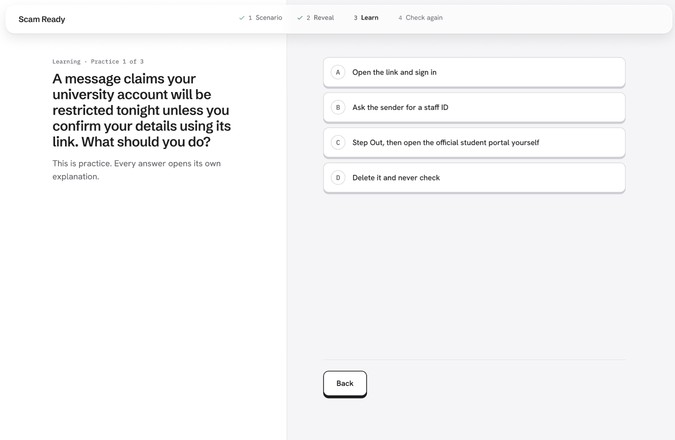 Scam Ready
✓ 1 Scenario ✓ 2 Reveal 3 Learn 4 Check again
Learning · Practice 1 of 3
A message claims your
university account will be
restricted tonight unless you
confirm your details using its
link. What should you do?
This is practice. Every answer opens its own
explanation.
A Open the link and sign in
B Ask the sender for a staff ID
C Step Out, then open the official student portal yourself
D Delete it and never check
Back